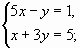 5x − y = 1,
x + 3y = 5;